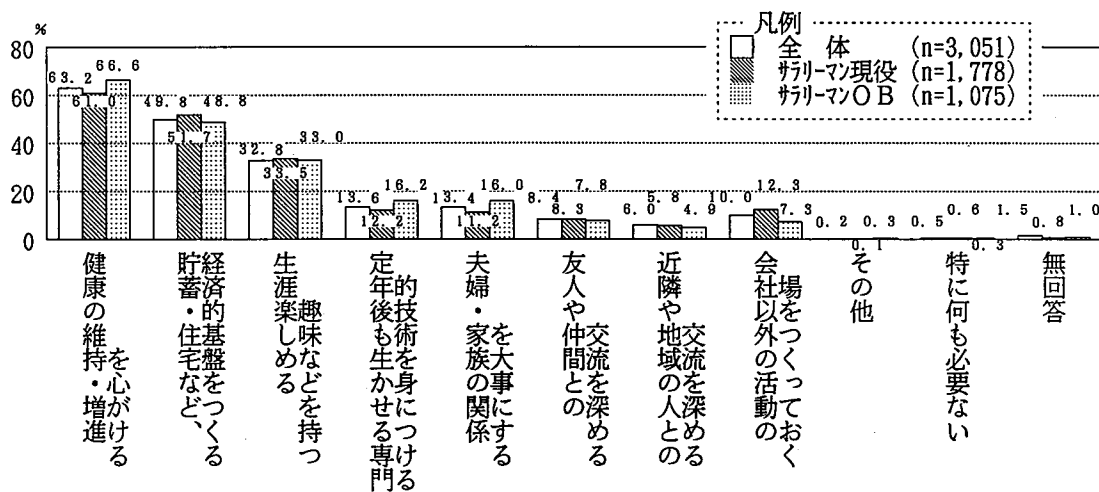 %
凡例
全 体 (n=3,051)
サラリーマン現役 (n=1,778)
サラリーマンOB (n=1,075)
80
60
40
20
0
63.2 61.0 66.6
49.8 51.7 48.8
32.8 33.5 33.0
13.6 12.2 16.2
13.4 11.2 16.0
8.4 8.3 7.8
6.0 5.8 4.9
10.0 12.3 7.3
0.2 0.1 0.3
0.5 0.6 0.3
1.5 0.8 1.0
健康の維持・増進
を心がける
貯蓄・住宅など、
経済的基盤をつくる
生涯楽しめる
趣味などを持つ
定年後も生かせる専門
的技術を身につける
夫婦・家族の関係
を大事にする
友人や仲間との
交流を深める
近隣や地域の人との
交流を深める
会社以外の活動の
場をつくっておく
その他
特に何も必要ない
無回答